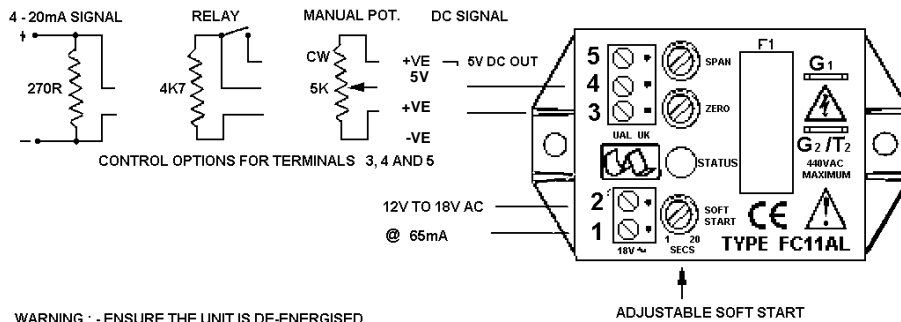 4 - 20mA SIGNAL
RELAY
MANUAL POT.
DC SIGNAL
+
270R
–
4K7
CW
5K
+VE
5V
+VE
-VE
5V DC OUT
CONTROL OPTIONS FOR TERMINALS 3, 4 AND 5
12V TO 18V AC
@ 65mA
5
4
3
UAL UK
SPAN
ZERO
STATUS
2
1
18V ~
SOFT
START
1 20
SECS
F1
G1
G2 /T2
440VAC
MAXIMUM
CE
TYPE FC11AL
ADJUSTABLE SOFT START
WARNING : - ENSURE THE UNIT IS DE-ENERGISED